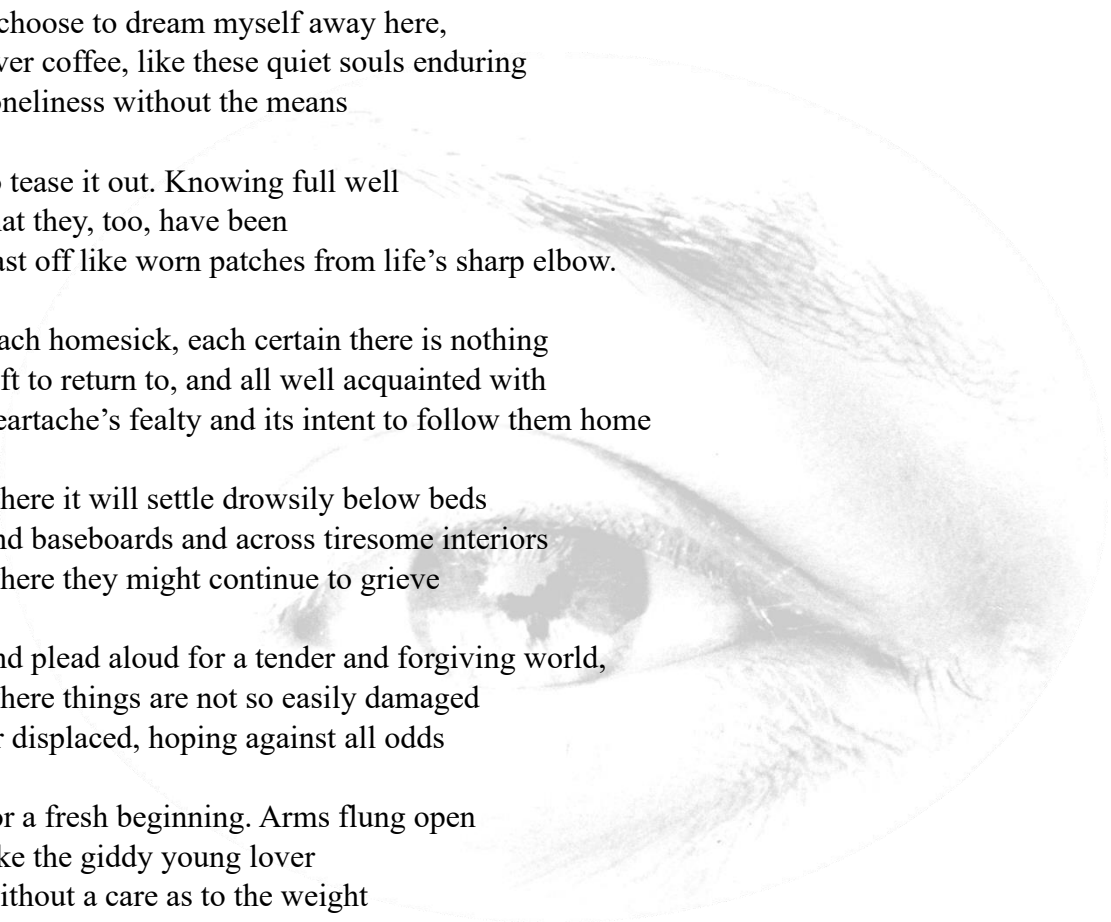 choose to dream myself away here,
ver coffee, like these quiet souls enduring
oneliness without the means
o tease it out. Knowing full well
hat they, too, have been
ast off like worn patches from life’s sharp elbow.
ach homesick, each certain there is nothing
ft to return to, and all well acquainted with
eartache’s fealty and its intent to follow them home
here it will settle drowsily below beds
nd baseboards and across tiresome interiors
here they might continue to grieve
nd plead aloud for a tender and forgiving world,
here things are not so easily damaged
r displaced, hoping against all odds
or a fresh beginning. Arms flung open
ke the giddy young lover
ithout a care as to the weight